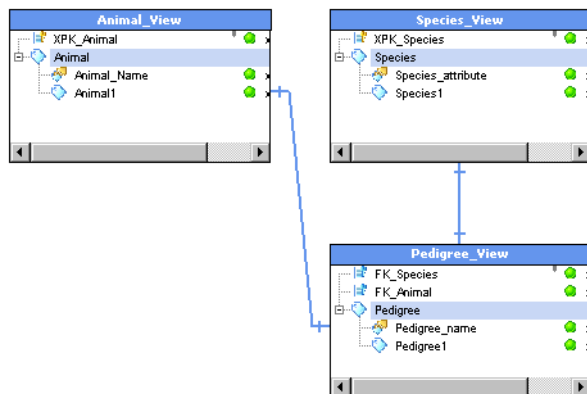 Animal_View
XPK_Animal
Animal
Animal_Name
Animal1
Species_View
XPK_Species
Species
Species_attribute
Species1
Pedigree_View
FK_Species
FK_Animal
Pedigree
Pedigree_name
Pedigree1